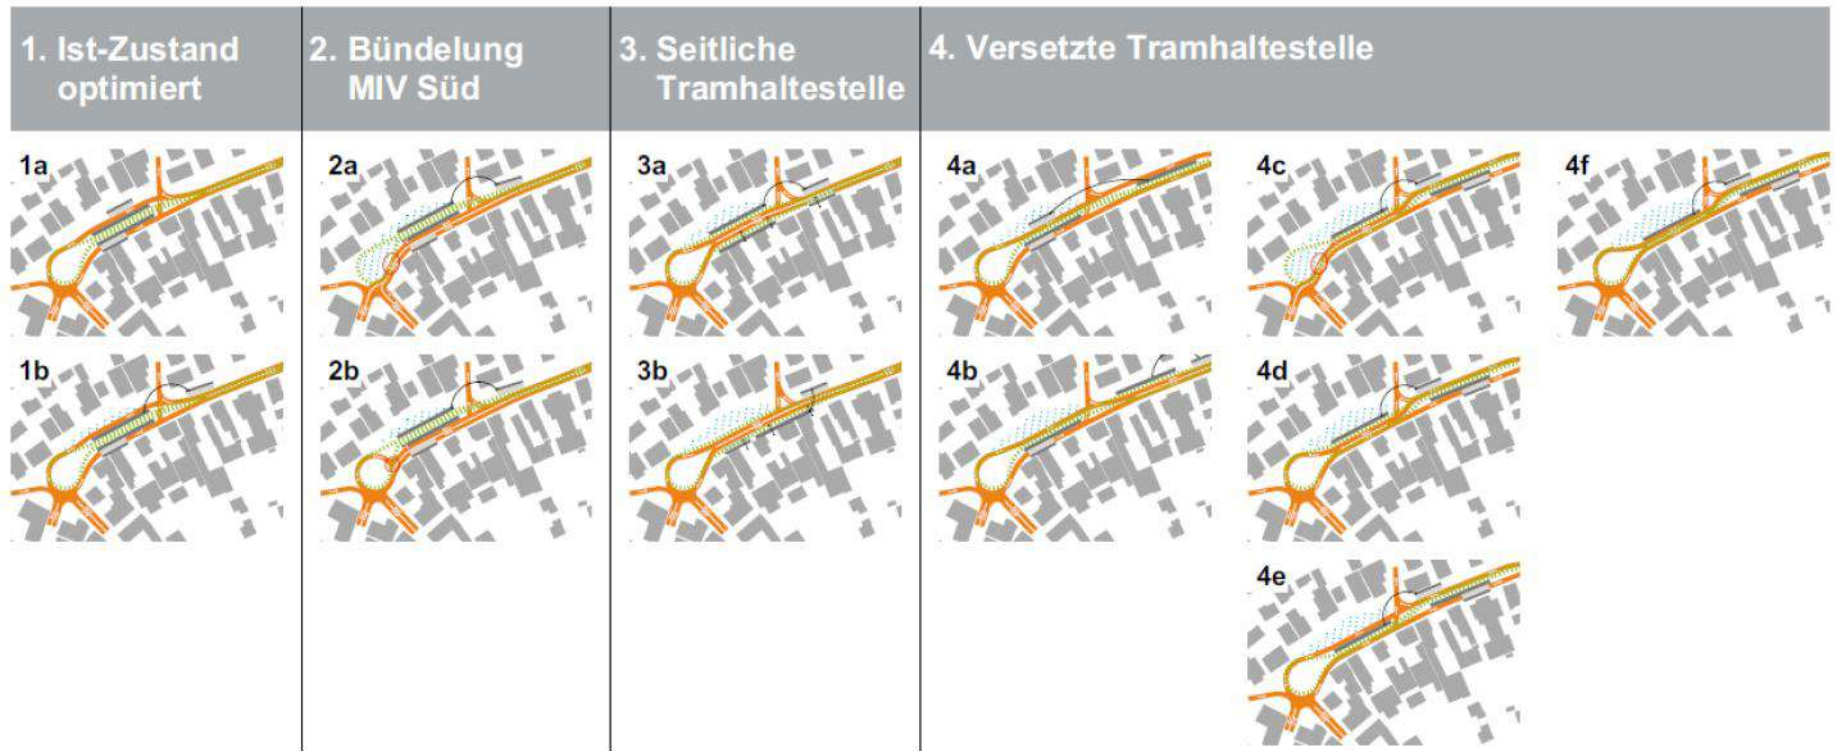 1. Ist-Zustand
optimiert
2. Bündelung
MIV Süd
3. Seitliche
Tramhaltestelle
4. Versetzte Tramhaltestelle
1a
2a
3a
4a
4c
4f
1b
2b
3b
4b
4d
4e